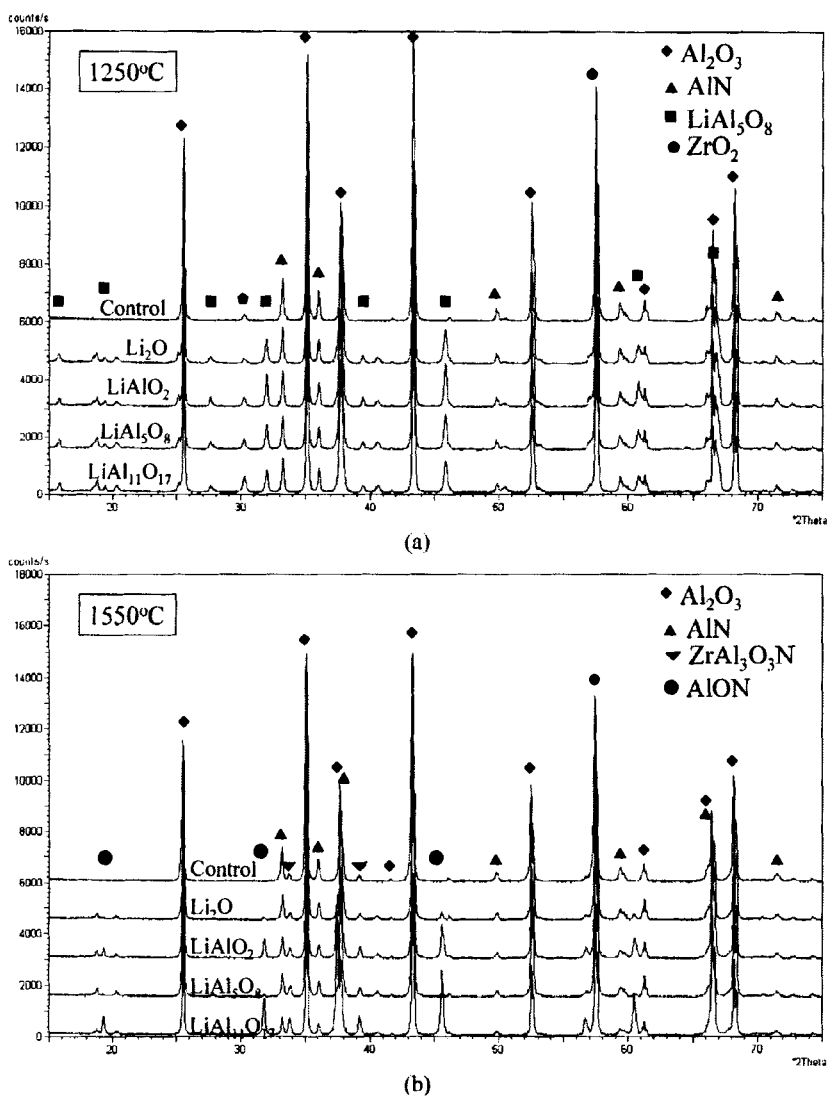 counts/s
16000
1250°C
Al₂O₃
AlN
LiAl₅O₈
ZrO₂
14000
12000
10000
8000
6000
4000
2000
0
Control
Li₂O
LiAlO₂
LiAl₅O₈
LiAl₁₁O₁₇
20
30
40
50
60
70
°2Theta
(a)
counts/s
18000
1550°C
Al₂O₃
AlN
ZrAl₃O₃N
AlON
16000
14000
12000
10000
8000
6000
4000
2000
0
Control
Li₂O
LiAlO₂
LiAl₅O₈
LiAl₁₁O₁₇
20
30
40
50
60
70
°2Theta
(b)